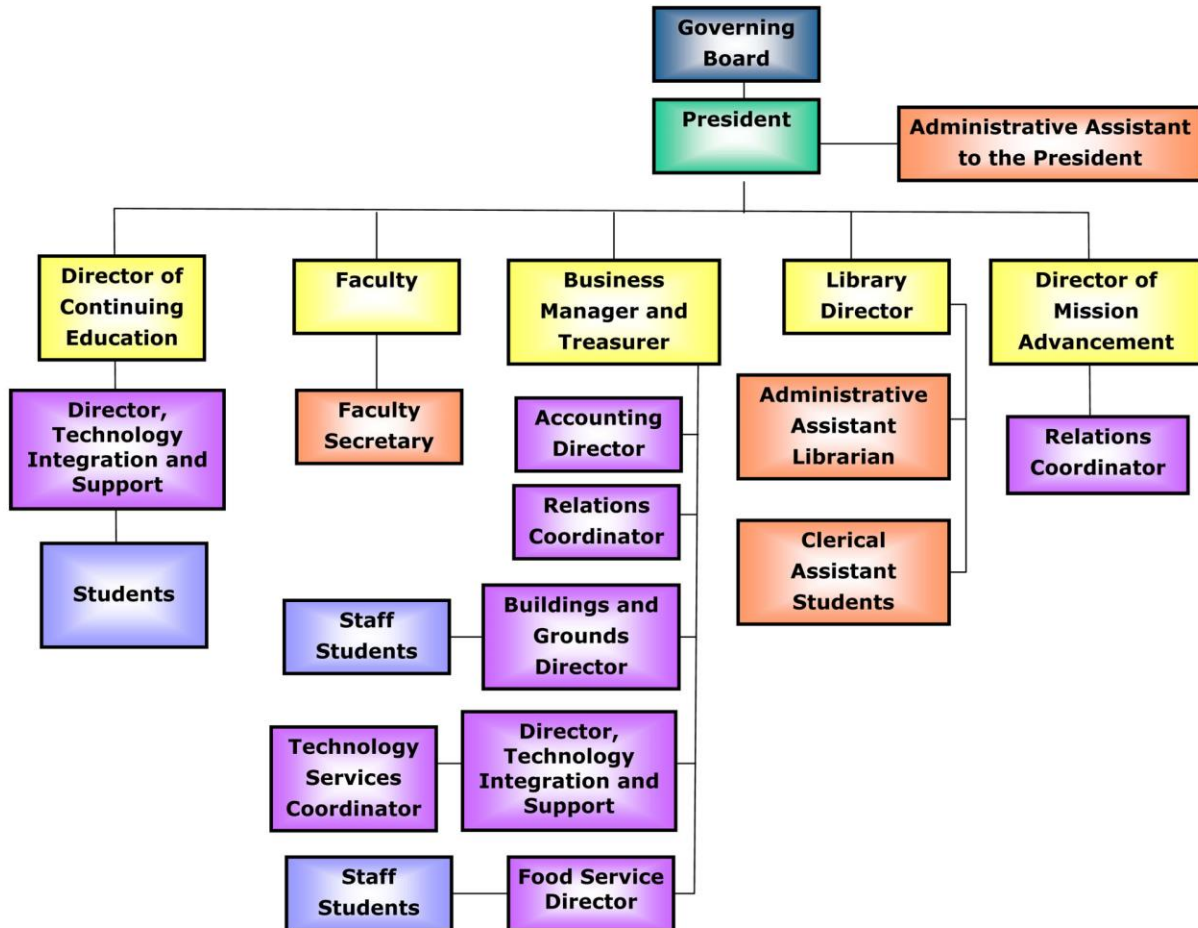 Governing
Board
President
Administrative Assistant
to the President
Director of
Continuing
Education
Faculty
Business
Manager and
Treasurer
Library
Director
Director of
Mission
Advancement
Director,
Technology
Integration and
Support
Faculty
Secretary
Accounting
Director
Administrative
Assistant
Librarian
Relations
Coordinator
Relations
Coordinator
Students
Clerical
Assistant
Students
Staff
Students
Buildings and
Grounds
Director
Technology
Services
Coordinator
Director,
Technology
Integration and
Support
Staff
Students
Food Service
Director